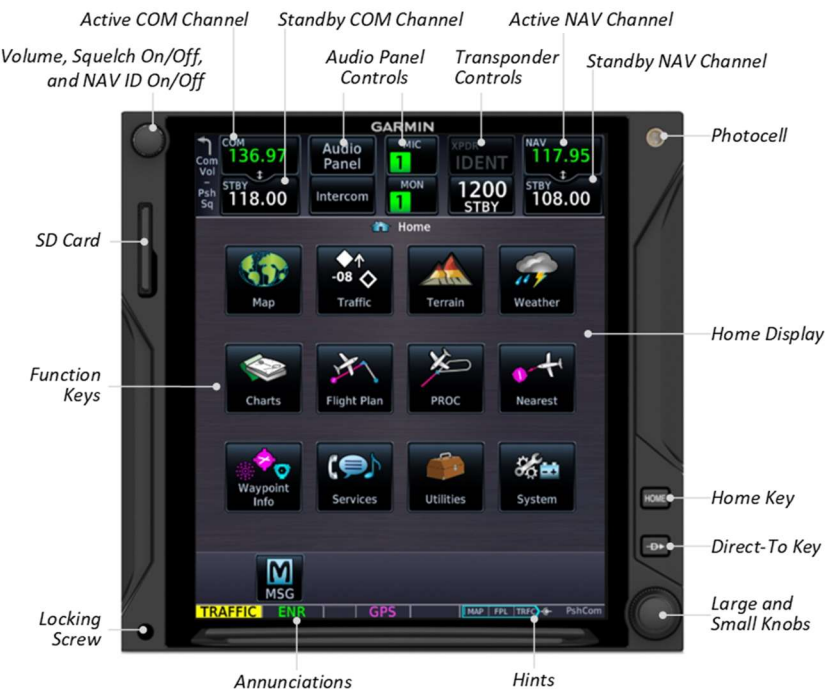 Active COM Channel
Standby COM Channel
Active NAV Channel
Volume, Squelch On/Off,
and NAV ID On/Off
Audio Panel
Controls
Transponder
Controls
Standby NAV Channel
GARMIN
Photocell
Com
Vol
–
Psh
Sq
COM
136.97
STBY
118.00
Audio
Panel
Intercom
MIC
1
MON
1
XPDR
IDENT
1200
STBY
NAV
117.95
STBY
108.00
SD Card
Home
Map
-08
Traffic
Terrain
Weather
Home Display
Function
Keys
Charts
Flight Plan
PROC
Nearest
Waypoint
Info
Services
Utilities
System
HOME
Home Key
D
Direct-To Key
MSG
Large and
Small Knobs
Locking
Screw
TRAFFIC
ENR
GPS
MAP
FPL
TRFC
PshCom
Annunciations
Hints